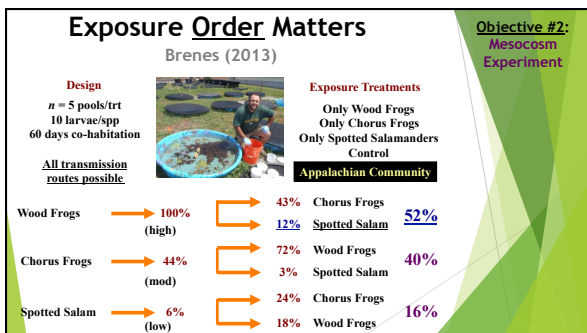 Exposure Order Matters
Brenes (2013)
Objective #2:
Mesocosm
Experiment
Design
n = 5 pools/trt
10 larvae/spp
60 days co-habitation
All transmission
routes possible
Exposure Treatments
Only Wood Frogs
Only Chorus Frogs
Only Spotted Salamanders
Control
Appalachian Community
Wood Frogs
100%
(high)
43% Chorus Frogs
12% Spotted Salam
52%
Chorus Frogs
44%
(mod)
72% Wood Frogs
3% Spotted Salam
40%
Spotted Salam
6%
(low)
24% Chorus Frogs
18% Wood Frogs
16%